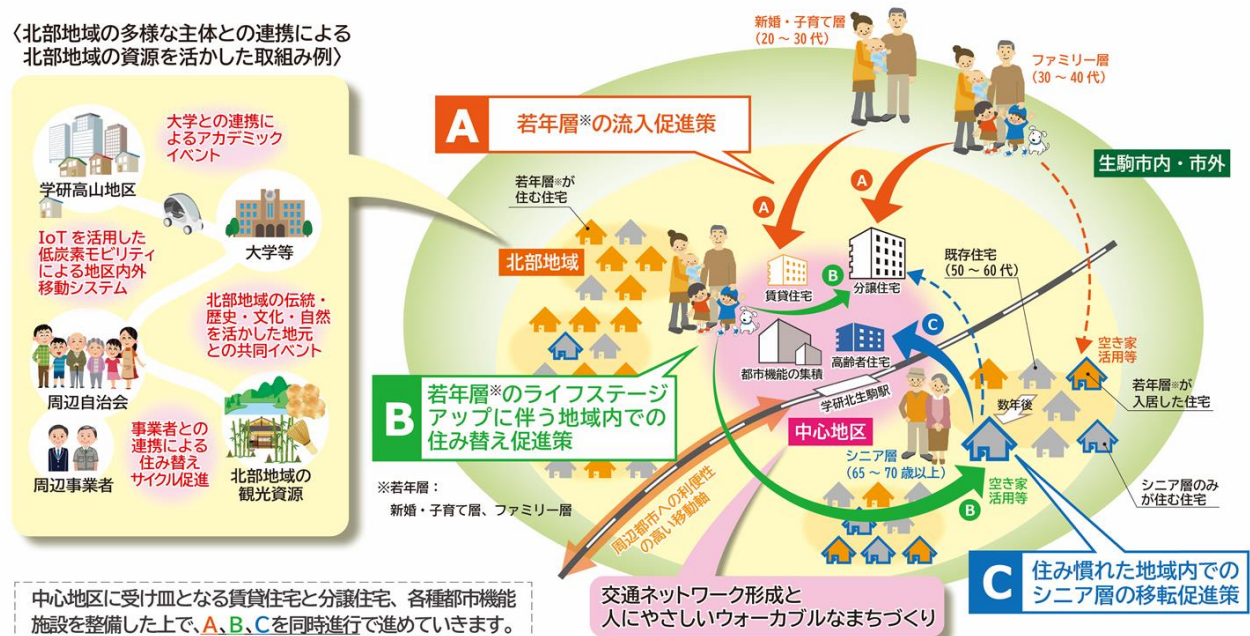 〈北部地域の多様な主体との連携による
北部地域の資源を活かした取組み例〉
学研高山地区
大学との連携に
よるアカデミック
イベント
大学等
IoTを活用した
低炭素モビリティ
による地区内外
移動システム
北部地域の伝統・
歴史・文化・自然
を活かした地元
との共同イベント
周辺自治会
事業者との
連携による
住み替え
サイクル促進
周辺事業者
北部地域の
観光資源
新婚・子育て層
(20～30代)
ファミリー層
(30～40代)
A 若年層※の流入促進策
生駒市内・市外
若年層※が
住む住宅
北部地域
A
A
賃貸住宅
B
分譲住宅
既存住宅
(50～60代)
C
都市機能の集積
高齢者住宅
学研北生駒駅
中心地区
空き家
活用等
若年層※が
入居した住宅
数年後
シニア層
(65～70歳以上)
シニア層のみ
が住む住宅
空き家
活用等
B
B 若年層※のライフステージ
アップに伴う地域内での
住み替え促進策
※若年層：
新婚・子育て層、ファミリー層
周辺都市への利便性
の高い移動軸
C 住み慣れた地域内での
シニア層の移転促進策
交通ネットワーク形成と
人にやさしいウォーカブルなまちづくり
中心地区に受け皿となる賃貸住宅と分譲住宅、各種都市機能
施設を整備した上で、A、B、Cを同時進行で進めていきます。